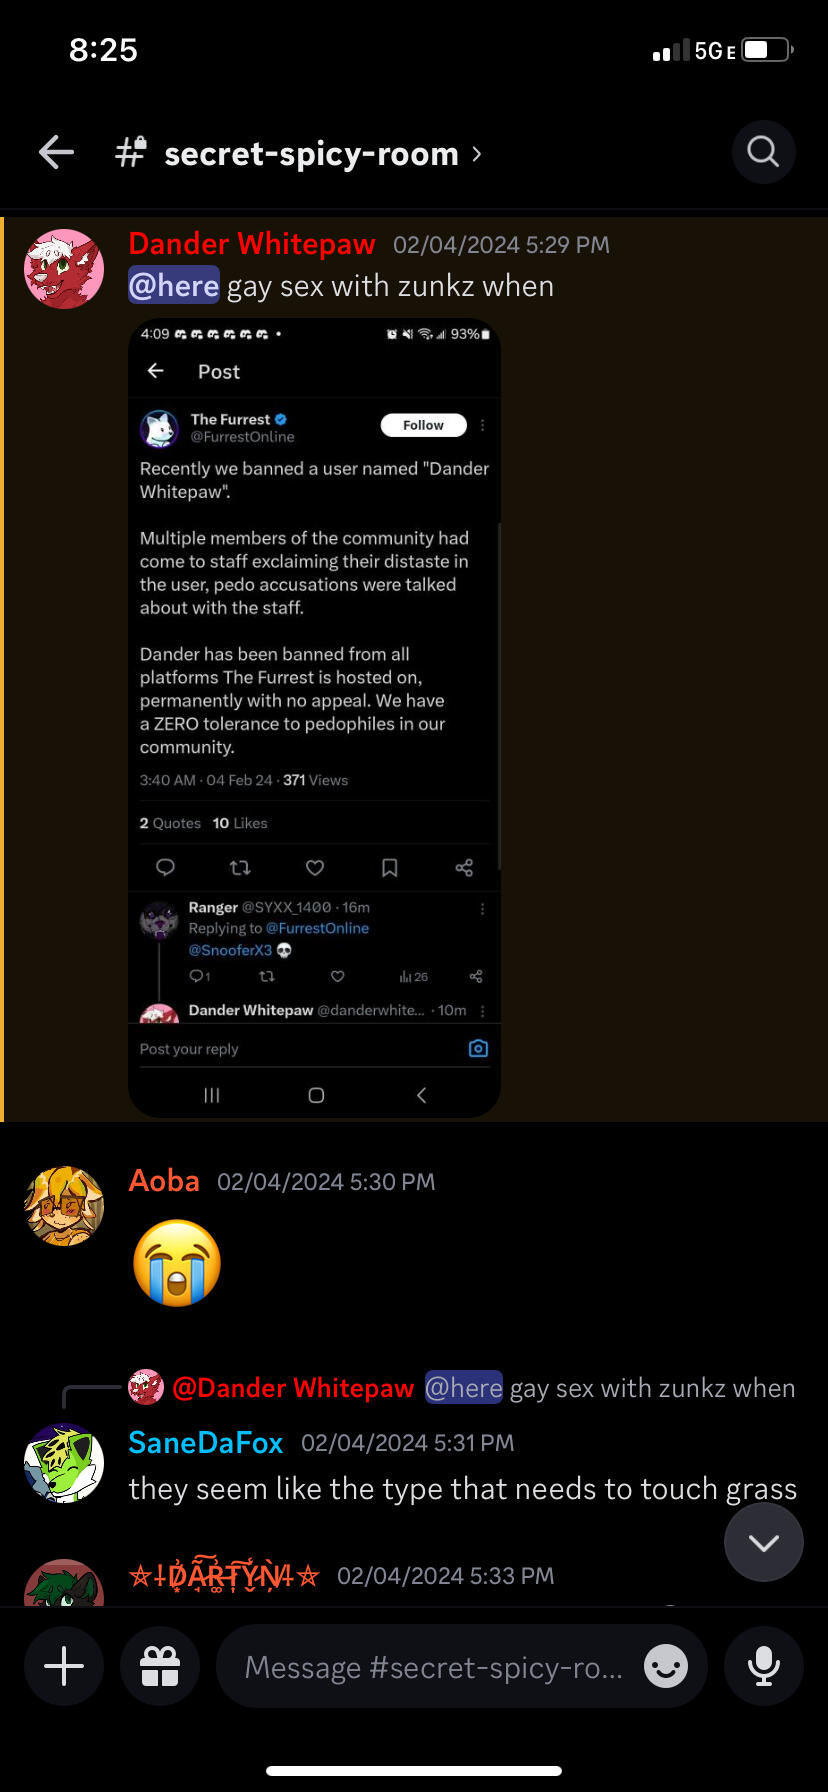 8:25
5G E
secret-spicy-room
Dander Whitepaw 02/04/2024 5:29 PM
@here gay sex with zunkz when
4:09 93%
Post
The Furrest
@FurrestOnline
Follow
Recently we banned a user named "Dander
Whitepaw".
Multiple members of the community had
come to staff exclaiming their distaste in
the user, pedo accusations were talked
about with the staff.
Dander has been banned from all
platforms The Furrest is hosted on,
permanently with no appeal. We have
a ZERO tolerance to pedophiles in our
community.
3:40 AM · 04 Feb 24 · 371 Views
2 Quotes 10 Likes
Ranger @SYXX_1400 · 16m
Replying to @FurrestOnline
@SnooferX3 💀
1 26
Dander Whitepaw @danderwhite... · 10m
Post your reply
Aoba 02/04/2024 5:30 PM
😭
@Dander Whitepaw @here gay sex with zunkz when
SaneDaFox 02/04/2024 5:31 PM
they seem like the type that needs to touch grass
DARTYN 02/04/2024 5:33 PM
Message #secret-spicy-ro...